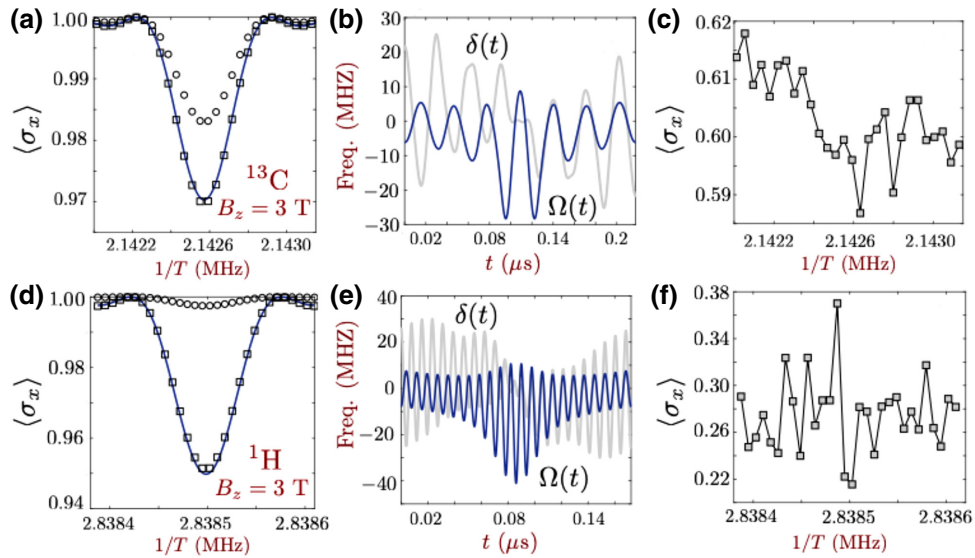 (a)
1.00
0.99
0.98
0.97
⟨σx⟩
¹³C
Bz = 3 T
2.1422 2.1426 2.1430
1/T (MHz)
(b)
30
20
10
0
−10
−20
−30
Freq. (MHZ)
δ(t)
Ω(t)
0.02 0.08 0.14 0.2
t (μs)
(c)
0.62
0.61
0.60
0.59
⟨σx⟩
2.1422 2.1426 2.1430
1/T (MHz)
(d)
1.00
0.98
0.96
0.94
⟨σx⟩
¹H
Bz = 3 T
2.8384 2.8385 2.8386
1/T (MHz)
(e)
40
20
0
−20
−40
Freq. (MHZ)
δ(t)
Ω(t)
0.02 0.08 0.14
t (μs)
(f)
0.38
0.30
0.26
0.22
⟨σx⟩
2.8384 2.8385 2.8386
1/T (MHz)